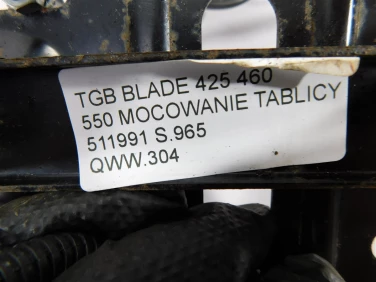 TGB BLADE 425 460
550 MOCOWANIE TABLICY
511991 S.965
QWW.304